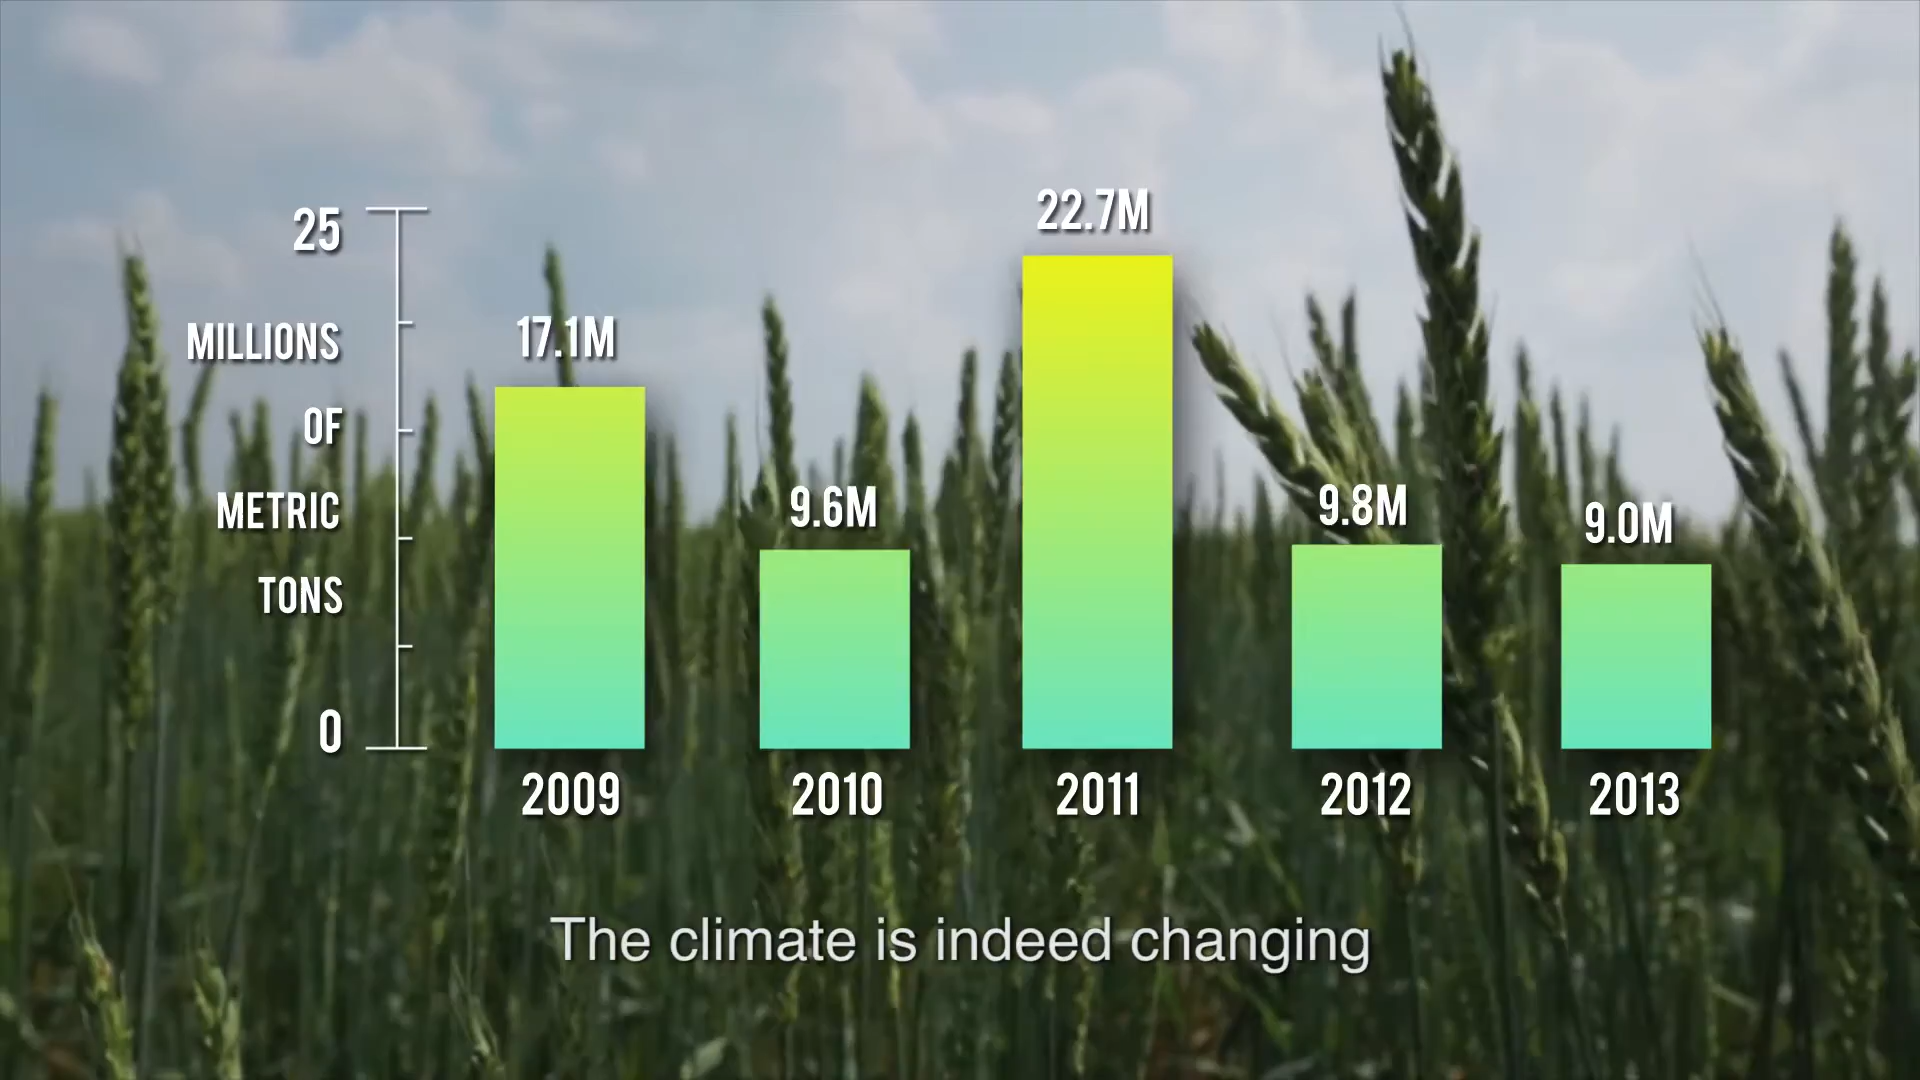 25
MILLIONS
OF
METRIC
TONS
0
17.1M
9.6M
22.7M
9.8M
9.0M
2009
2010
2011
2012
2013
The climate is indeed changing